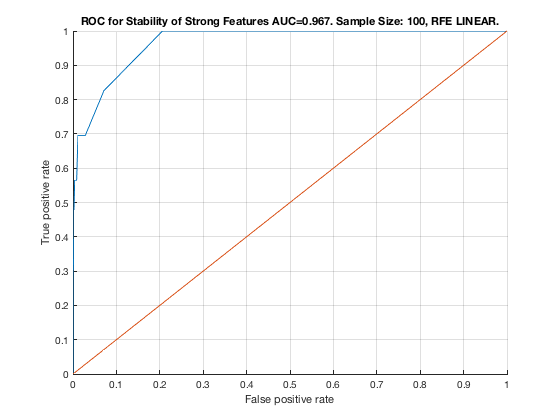 ROC for Stability of Strong Features AUC=0.967. Sample Size: 100, RFE LINEAR.
1
0.9
0.8
0.7
0.6
0.5
0.4
0.3
0.2
0.1
0
True positive rate
0 0.1 0.2 0.3 0.4 0.5 0.6 0.7 0.8 0.9 1
False positive rate